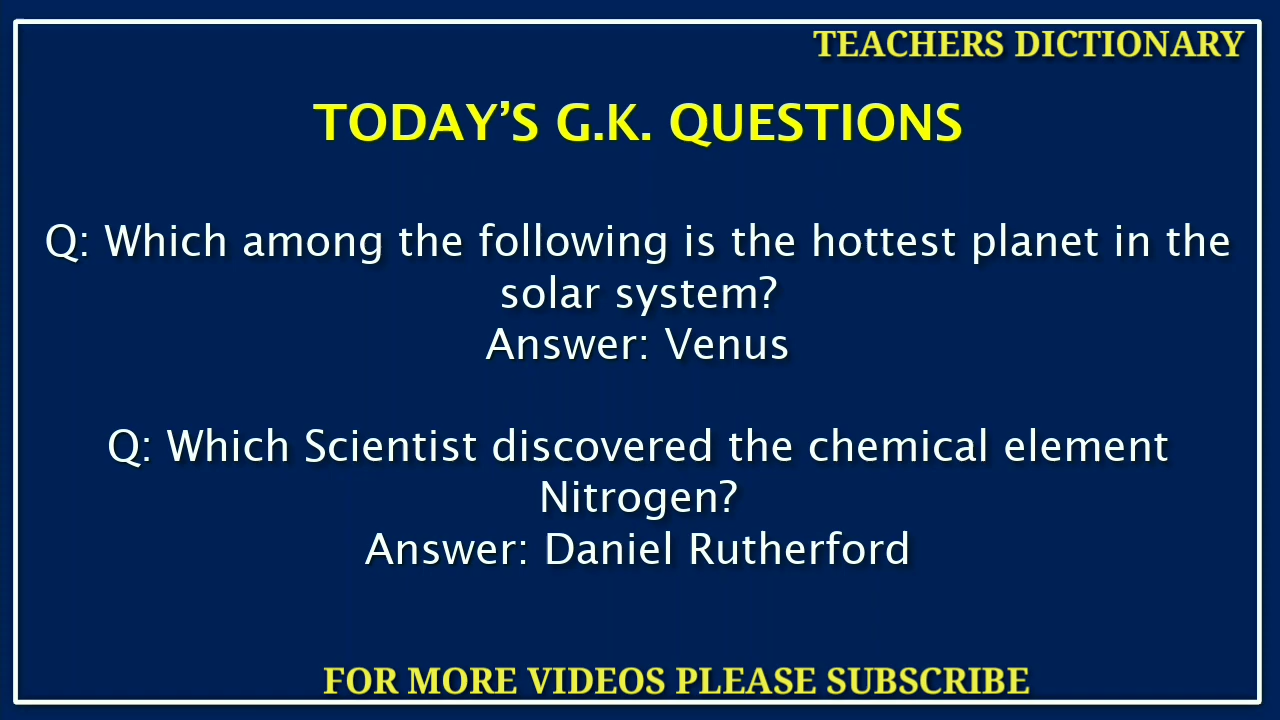 TEACHERS DICTIONARY
TODAY’S G.K. QUESTIONS
Q: Which among the following is the hottest planet in the
solar system?
Answer: Venus
Q: Which Scientist discovered the chemical element
Nitrogen?
Answer: Daniel Rutherford
FOR MORE VIDEOS PLEASE SUBSCRIBE